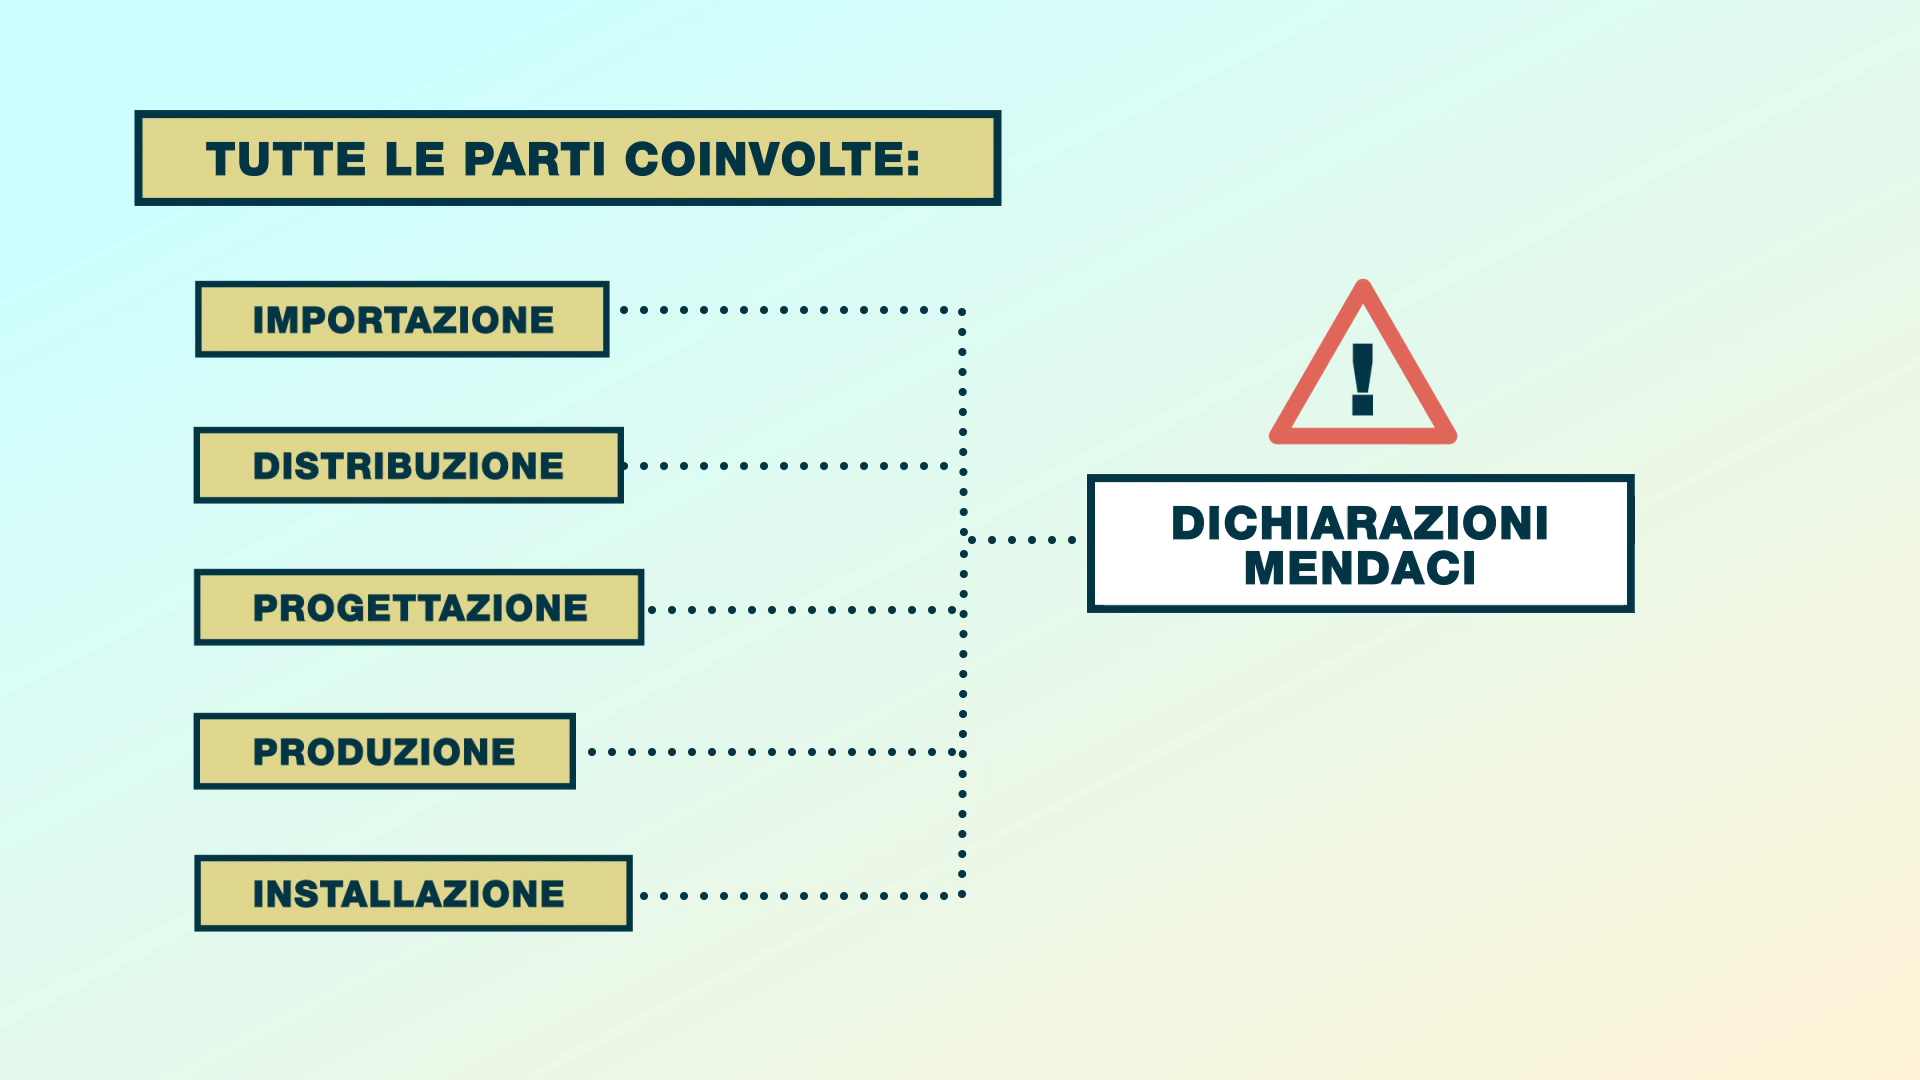 TUTTE LE PARTI COINVOLTE:
IMPORTAZIONE
DISTRIBUZIONE
PROGETTAZIONE
PRODUZIONE
INSTALLAZIONE
!
DICHIARAZIONI
MENDACI